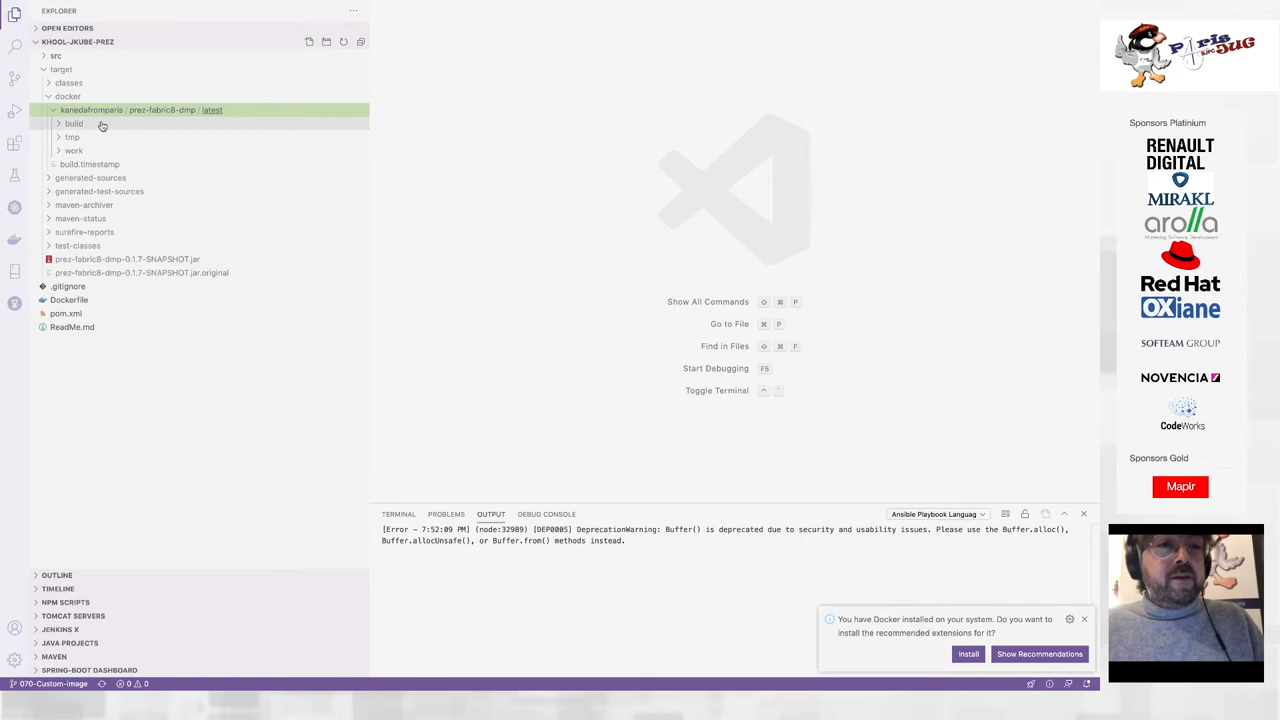 EXPLORER
OPEN EDITORS
KHOOL-JKUBE-PREZ
src
target
classes
docker
kanedafromparis / prez-fabric8-dmp / latest
build
tmp
work
build.timestamp
generated-sources
generated-test-sources
maven-archiver
maven-status
surefire-reports
test-classes
prez-fabric8-dmp-0.1.7-SNAPSHOT.jar
prez-fabric8-dmp-0.1.7-SNAPSHOT.jar.original
.gitignore
Dockerfile
pom.xml
ReadMe.md
OUTLINE
TIMELINE
NPM SCRIPTS
TOMCAT SERVERS
JENKINS X
JAVA PROJECTS
MAVEN
SPRING-BOOT DASHBOARD
070-Custom-image
0 0
Show All Commands ⇧ ⌘ P
Go to File ⌘ P
Find in Files ⇧ ⌘ F
Start Debugging F5
Toggle Terminal ^ `
TERMINAL PROBLEMS OUTPUT DEBUG CONSOLE
Ansible Playbook Languag
[Error - 7:52:09 PM] (node:32989) [DEP0005] DeprecationWarning: Buffer() is deprecated due to security and usability issues. Please use the Buffer.alloc(),
Buffer.allocUnsafe(), or Buffer.from() methods instead.
You have Docker installed on your system. Do you want to
install the recommended extensions for it?
Install Show Recommendations
Paris
JUG
Sponsors Platinium
RENAULT
DIGITAL
MIRAKL
arolla
Red Hat
OXiane
SOFTEAM GROUP
NOVENCIA
CodeWorks
Sponsors Gold
Maplr